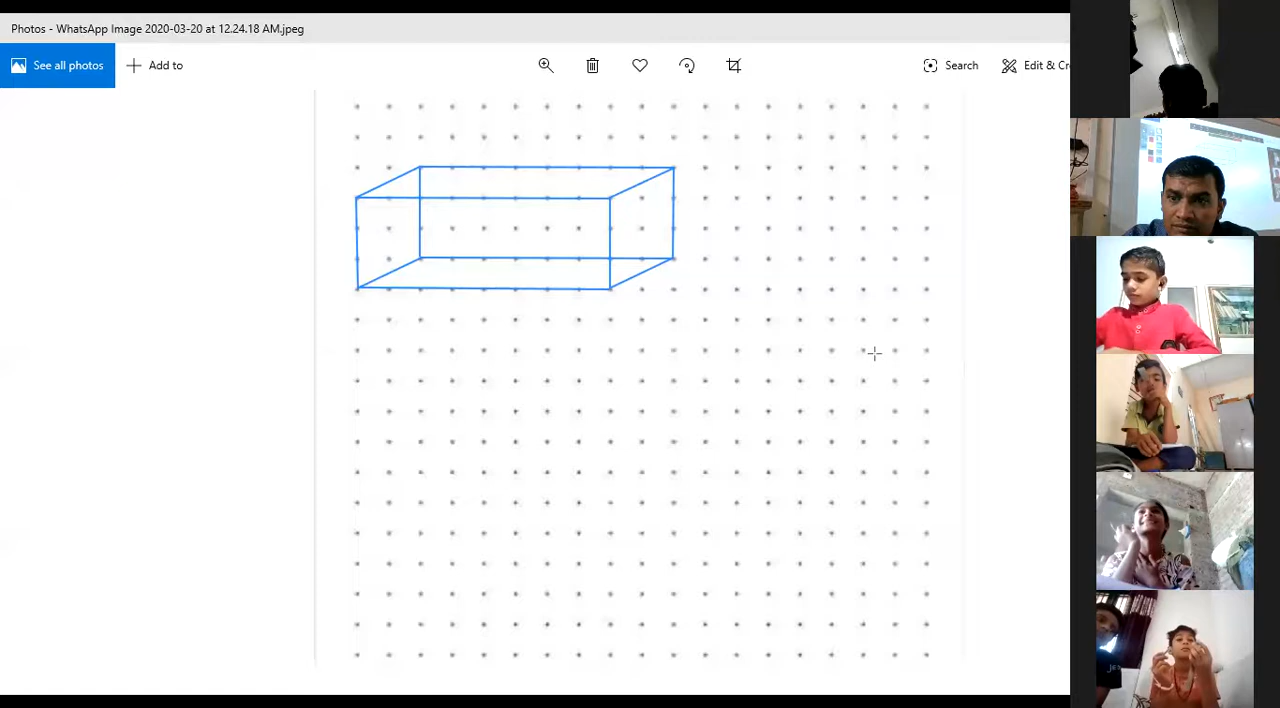 Photos - WhatsApp Image 2020-03-20 at 12.24.18 AM.jpeg
See all photos
Add to
Search
Edit & Cr